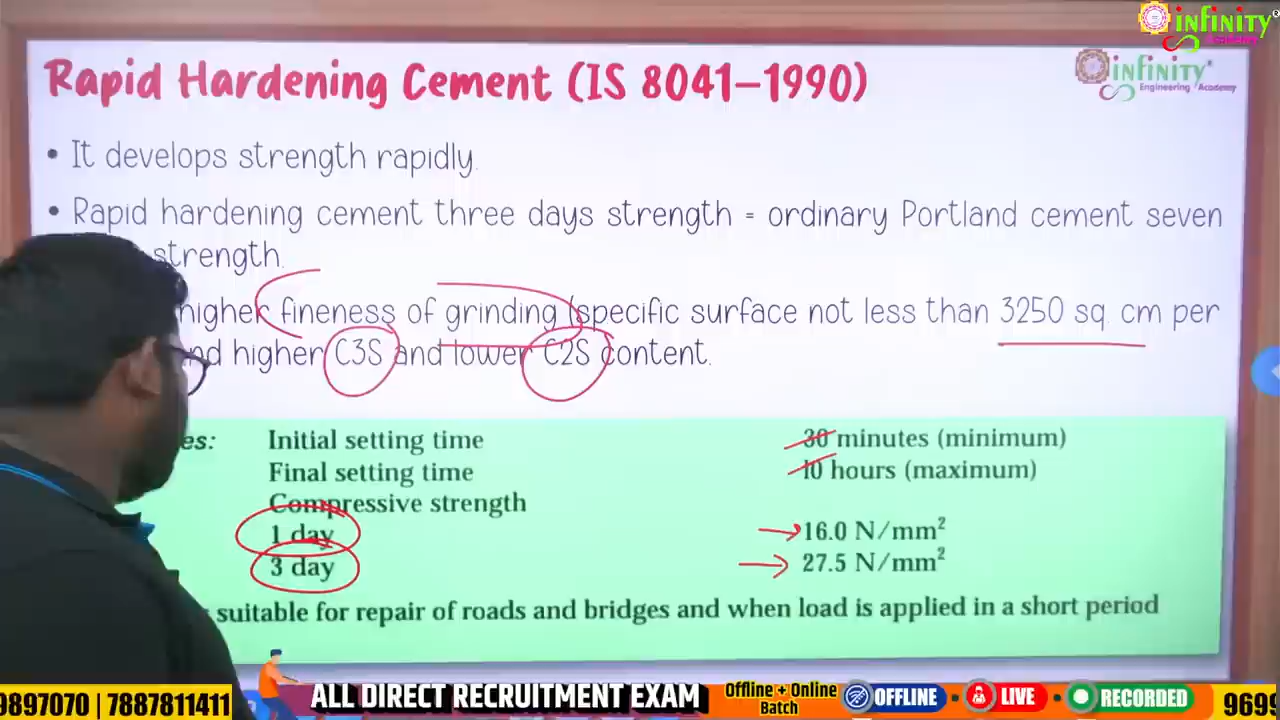 infinity
Rapid Hardening Cement (IS 8041–1990)
infinity
Engineering Academy
• It develops strength rapidly.
• Rapid hardening cement three days strength = ordinary Portland cement seven
strength.
higher fineness of grinding (specific surface not less than 3250 sq. cm per
higher C3S and lower C2S content.
Initial setting time 30 minutes (minimum)
Final setting time 10 hours (maximum)
Compressive strength
1 day 16.0 N/mm²
3 day 27.5 N/mm²
suitable for repair of roads and bridges and when load is applied in a short period
9897070 | 7887811411 ALL DIRECT RECRUITMENT EXAM Offline + Online Batch OFFLINE • LIVE • RECORDED 969